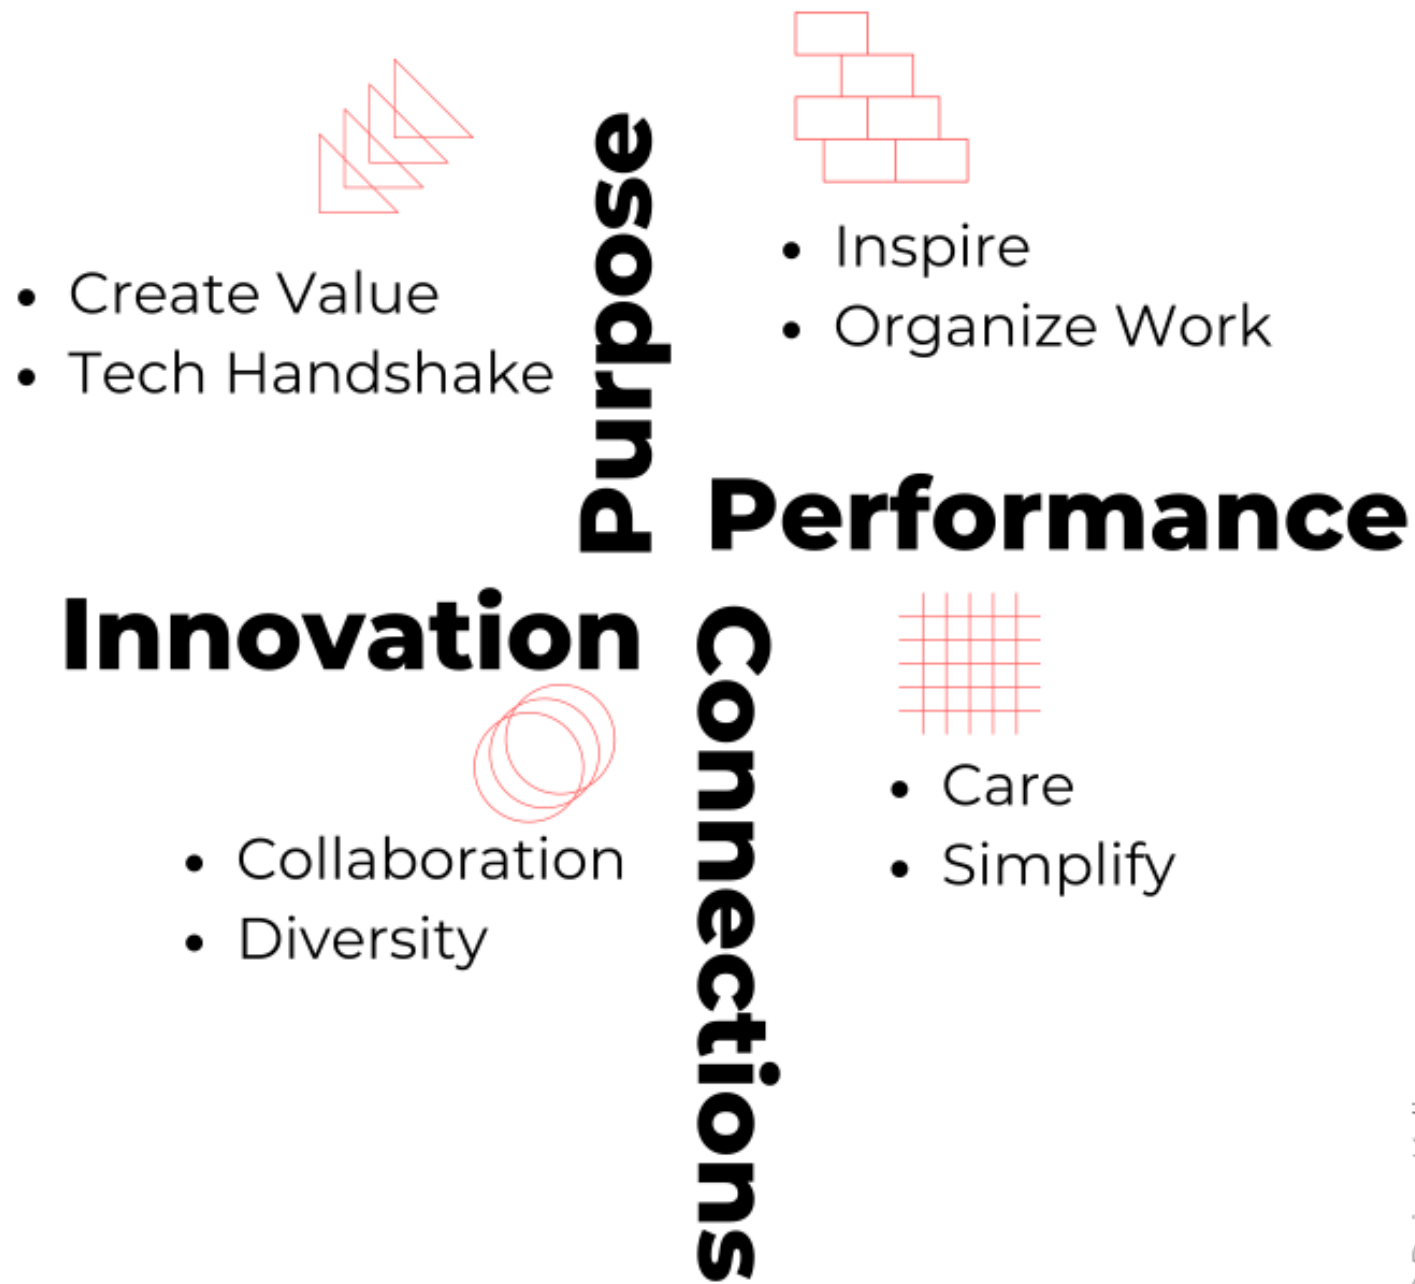 Purpose
Create Value
Tech Handshake
Inspire
Organize Work
Performance
Innovation
Connections
Collaboration
Diversity
Care
Simplify